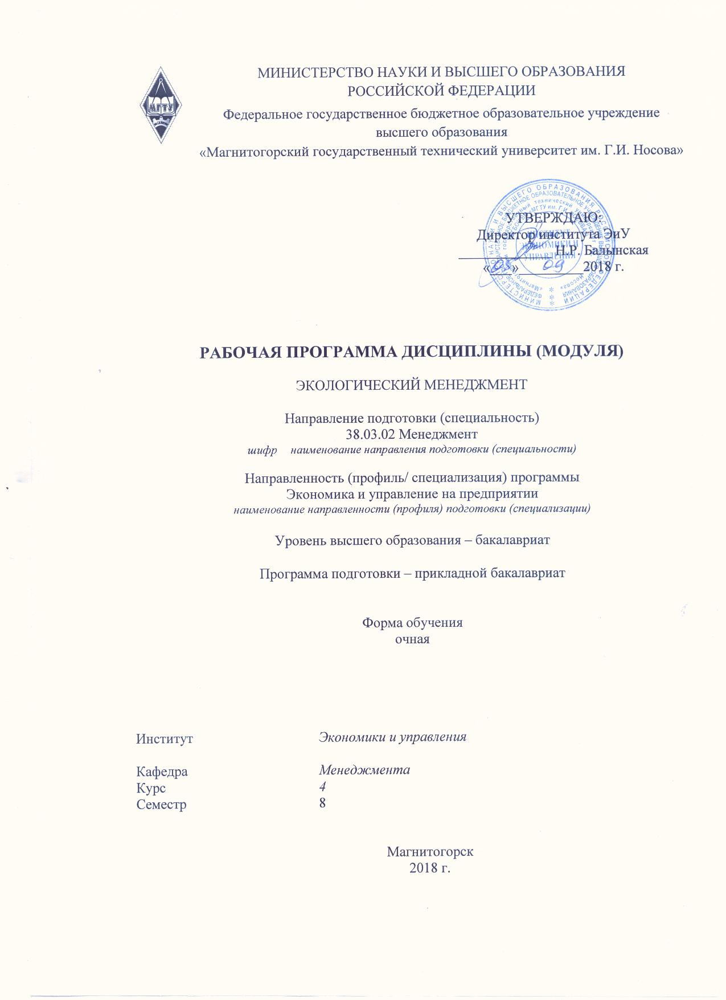 МИНИСТЕРСТВО НАУКИ И ВЫСШЕГО ОБРАЗОВАНИЯ
РОССИЙСКОЙ ФЕДЕРАЦИИ
Федеральное государственное бюджетное образовательное учреждение
высшего образования
«Магнитогорский государственный технический университет им. Г.И. Носова»
МГТУ
УТВЕРЖДАЮ:
Директор института ЭиУ
Н.Р. Балынская
« » 09 2018 г.
ИНСТИТУТ
ЭКОНОМИКИ И
УПРАВЛЕНИЯ
РАБОЧАЯ ПРОГРАММА ДИСЦИПЛИНЫ (МОДУЛЯ)
ЭКОЛОГИЧЕСКИЙ МЕНЕДЖМЕНТ
Направление подготовки (специальность)
38.03.02 Менеджмент
шифр наименование направления подготовки (специальности)
Направленность (профиль/ специализация) программы
Экономика и управление на предприятии
наименование направленности (профиля) подготовки (специализации)
Уровень высшего образования – бакалавриат
Программа подготовки – прикладной бакалавриат
Форма обучения
очная
Институт Экономики и управления
Кафедра Менеджмента
Курс 4
Семестр 8
Магнитогорск
2018 г.